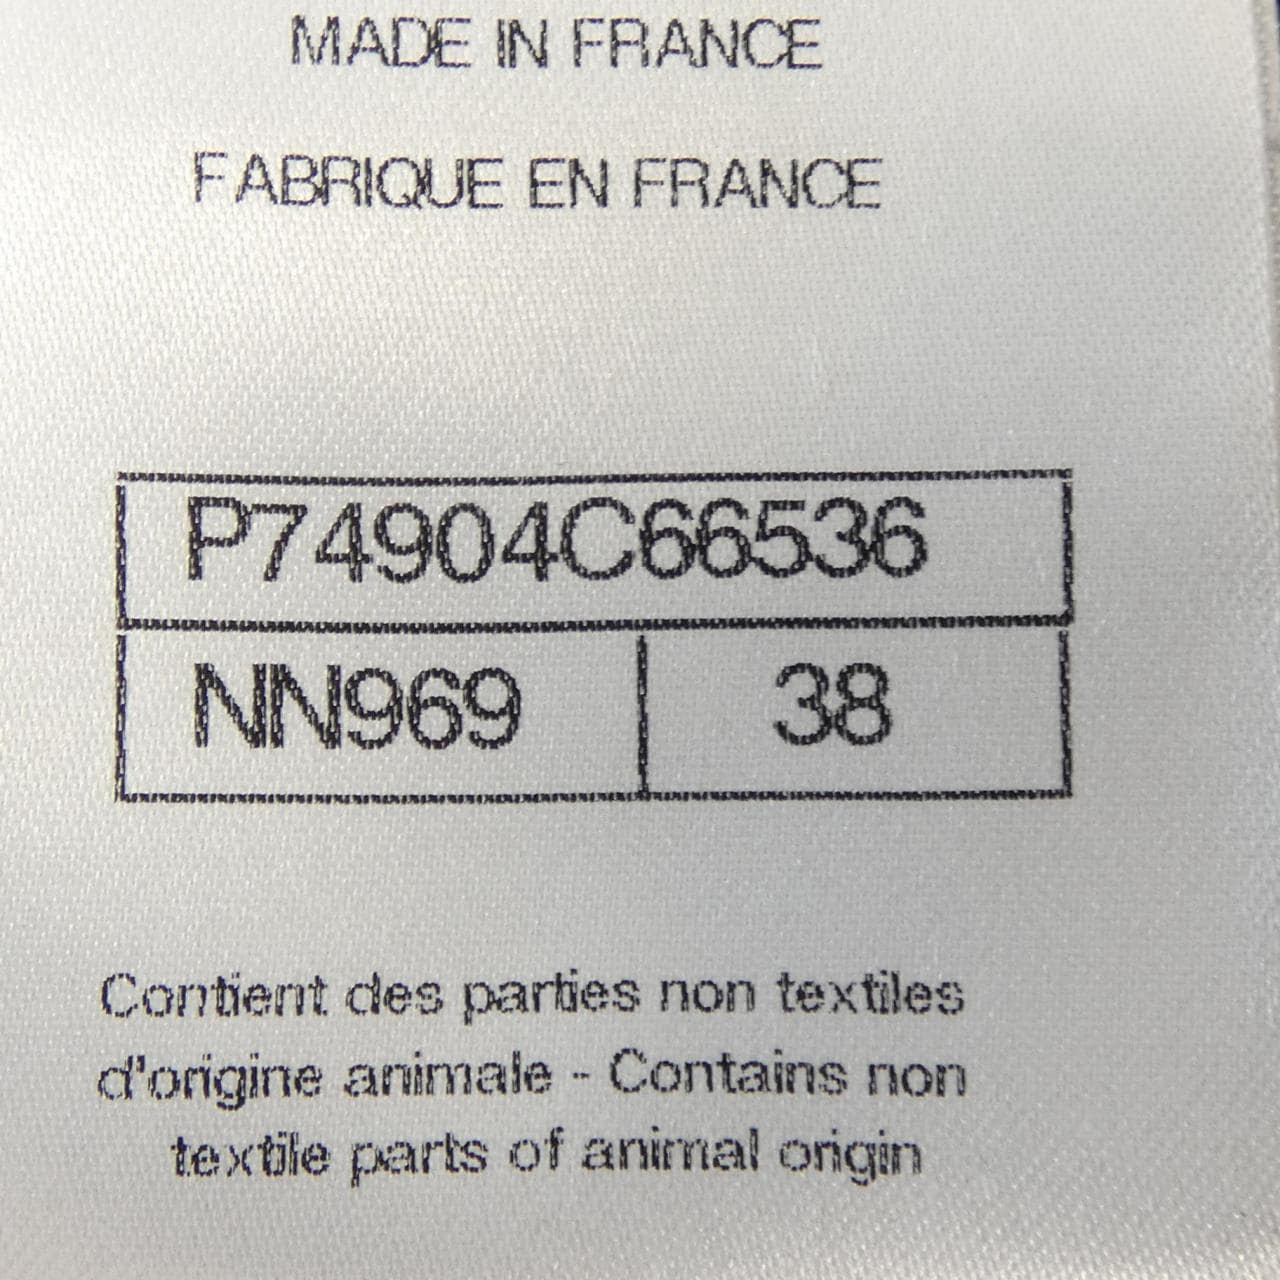 MADE IN FRANCE
FABRIQUE EN FRANCE
P74904C66536
NN969 38
Contient des parties non textiles
d'origine animale - Contains non
textile parts of animal origin